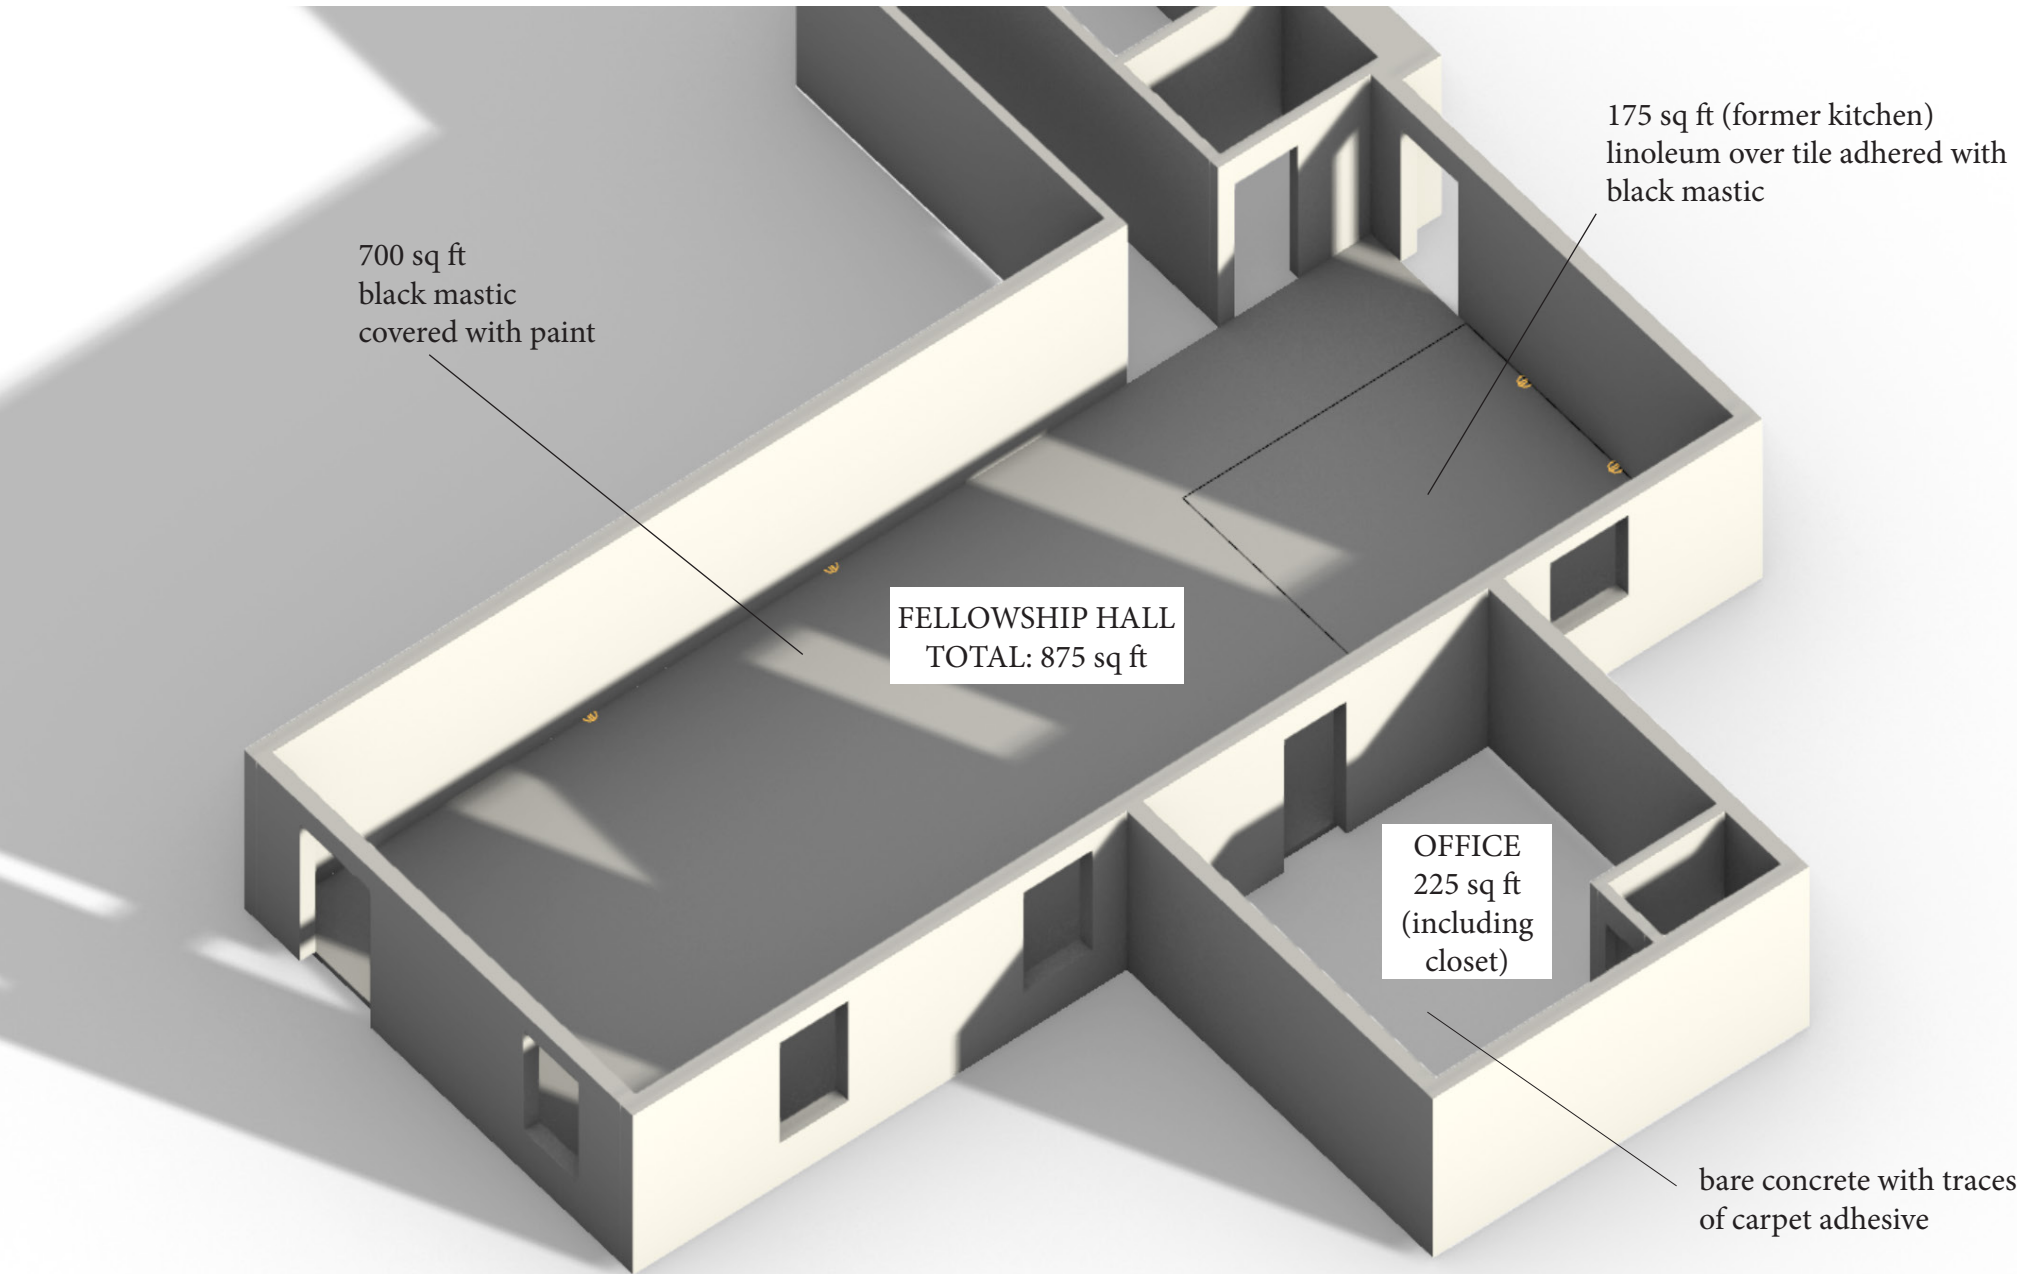 175 sq ft (former kitchen)
linoleum over tile adhered with
black mastic
700 sq ft
black mastic
covered with paint
FELLOWSHIP HALL
TOTAL: 875 sq ft
OFFICE
225 sq ft
(including
closet)
bare concrete with traces
of carpet adhesive